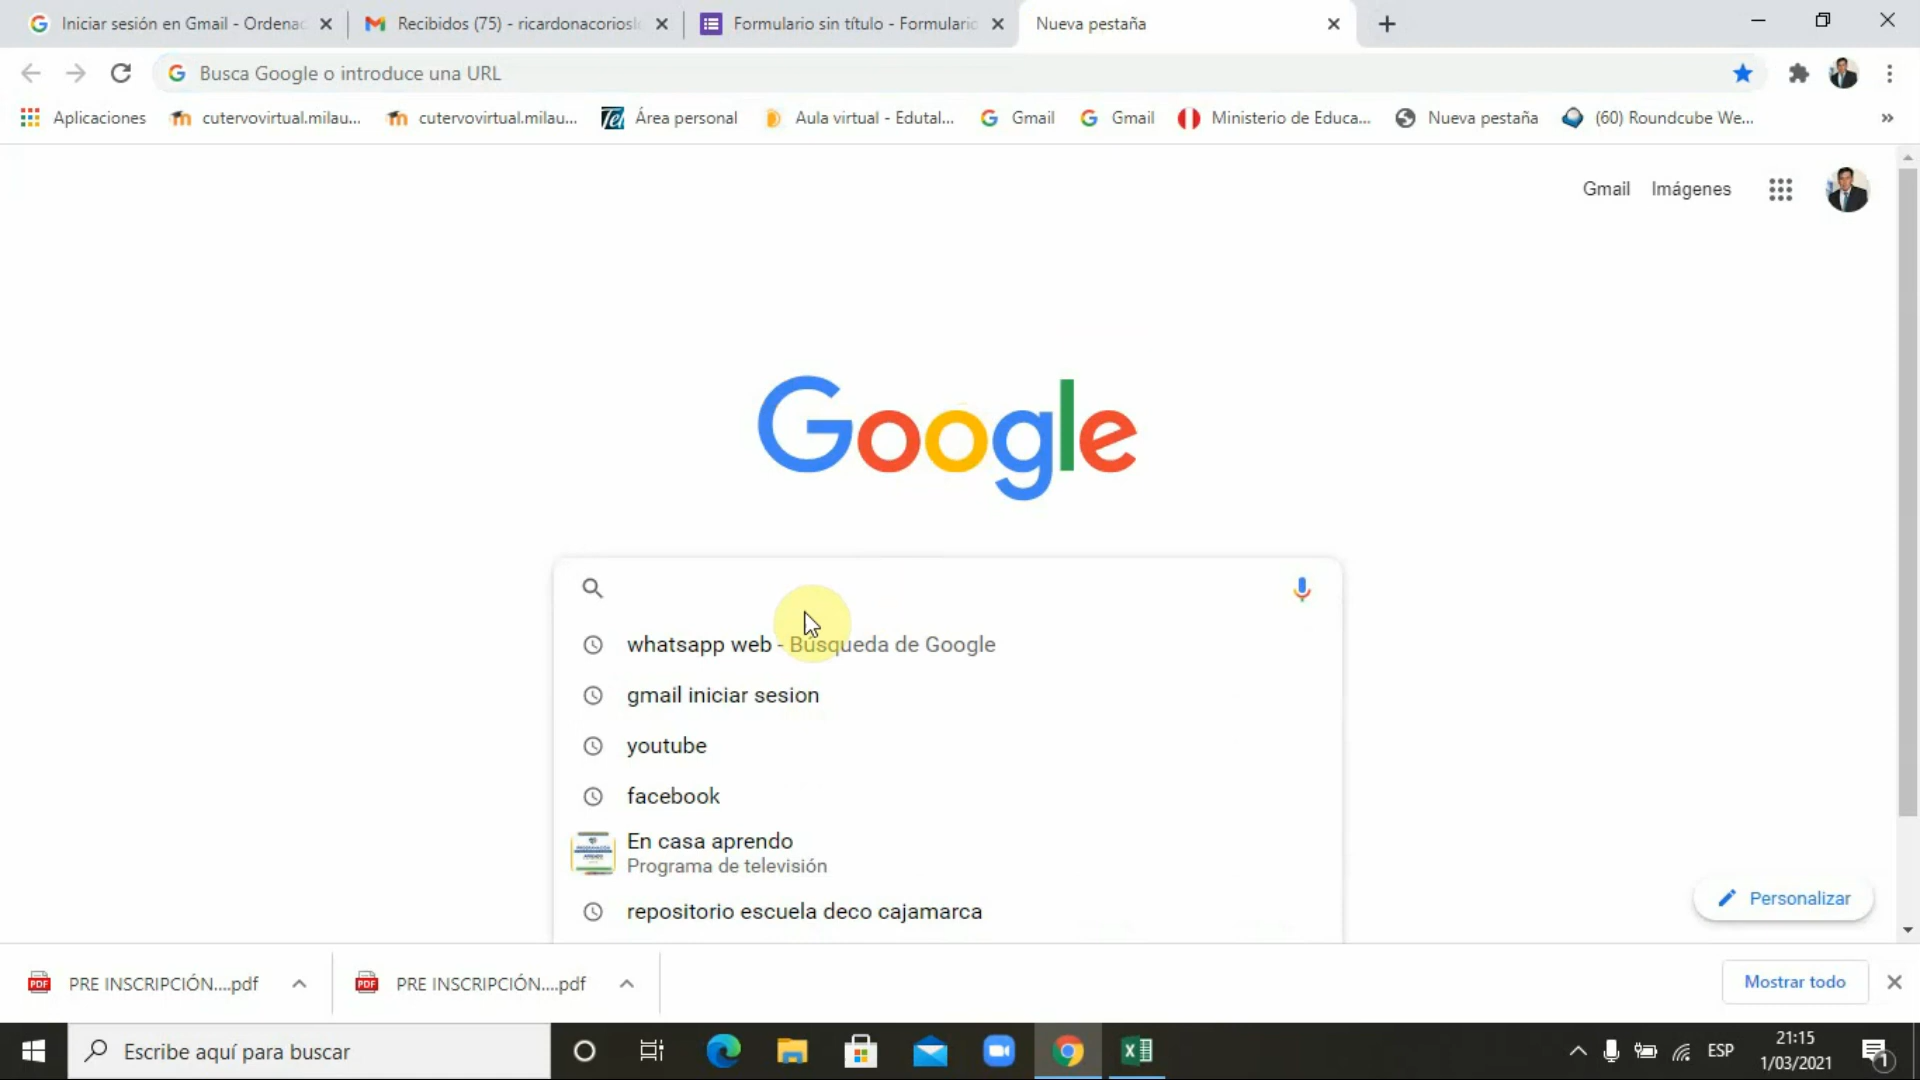 Iniciar sesión en Gmail - Ordenac
Recibidos (75) - ricardonacoriosl
Formulario sin título - Formulario
Nueva pestaña
Busca Google o introduce una URL
Aplicaciones
cutervovirtual.milau...
cutervovirtual.milau...
Área personal
Aula virtual - Edutal...
Gmail
Gmail
Ministerio de Educa...
Nueva pestaña
(60) Roundcube We...
»
Gmail
Imágenes
Google
whatsapp web - Búsqueda de Google
gmail iniciar sesion
youtube
facebook
En casa aprendo
Programa de televisión
repositorio escuela deco cajamarca
Personalizar
PDF PRE INSCRIPCIÓN....pdf
PDF PRE INSCRIPCIÓN....pdf
Mostrar todo
Escribe aquí para buscar
ESP
21:15
1/03/2021
1